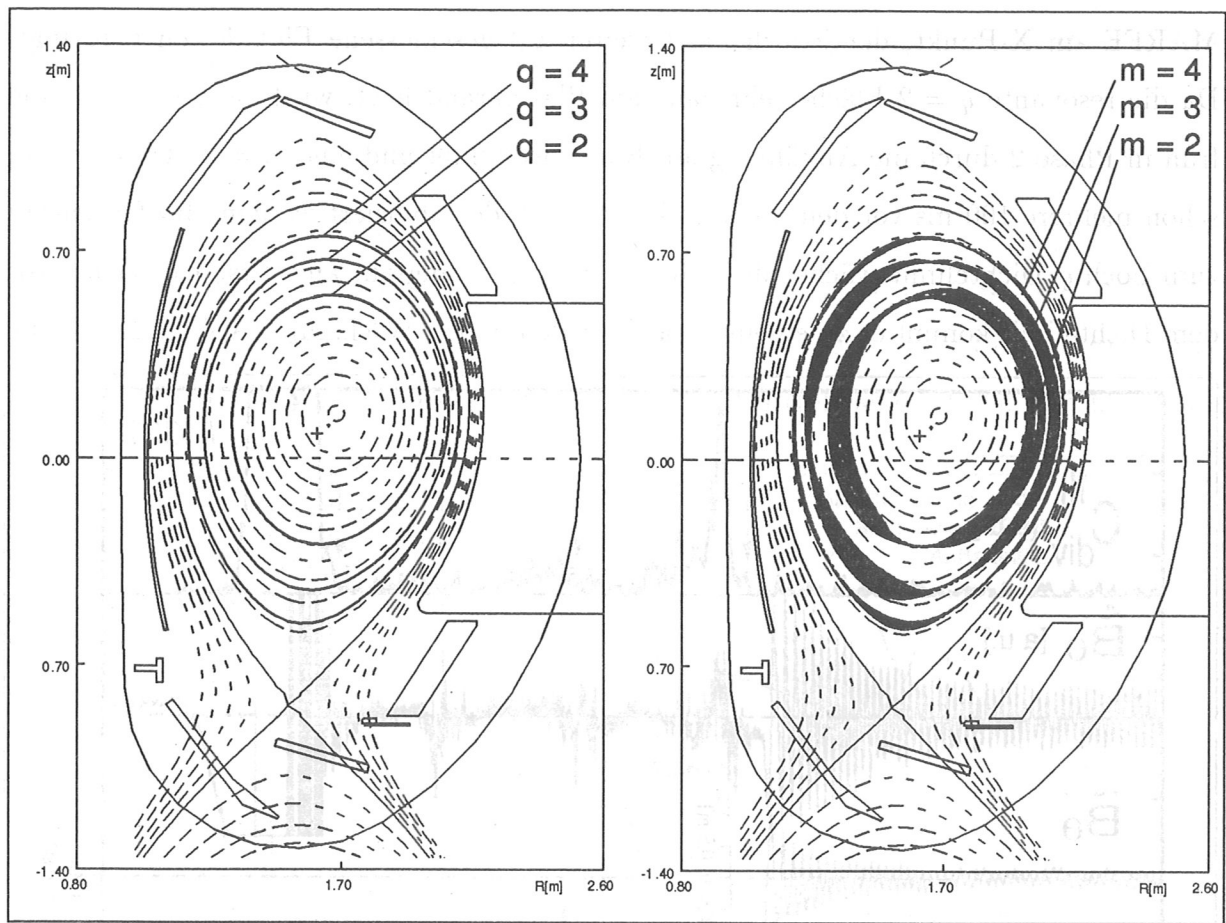 1.40
z[m]
0.70
0.00
0.70
-1.40
0.80
1.70
R[m]
2.60
q = 4
q = 3
q = 2
1.40
z[m]
0.70
0.00
0.70
-1.40
0.80
1.70
R[m]
2.60
m = 4
m = 3
m = 2